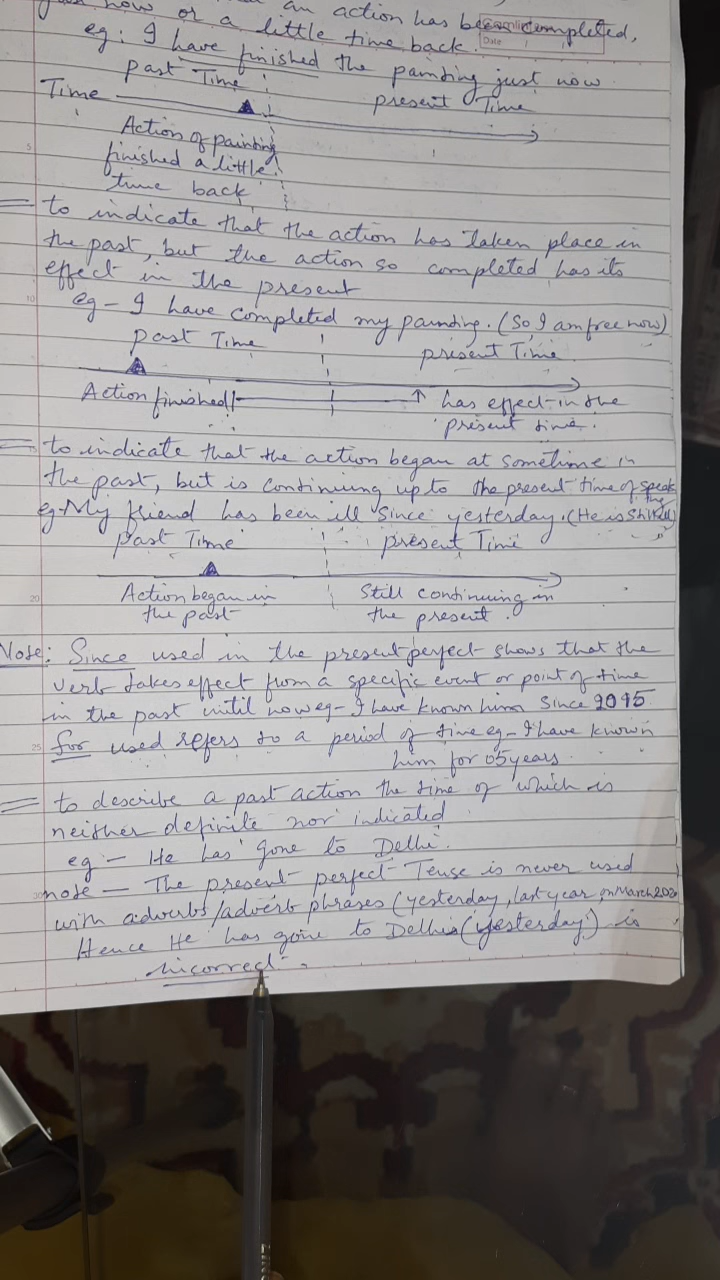 just now or a little time back. an action has been completed,
eg: I have finished the painting just now
past Time
present Time
Time
Action of painting
finished a little
time back
= to indicate that the action has taken place in
the past, but the action so completed has its
effect in the present
eg - I have completed my painting. (So I am free now)
past Time
present Time
Action finished
has effect in the
present time.
= to indicate that the action began at sometime in
the past, but is continuing up to the present time of speaking
eg - My friend has been ill since yesterday. (He is still ill)
past Time
present Time
Action began in
the past
Still continuing in
the present.
Note: Since used in the present perfect shows that the
verb takes effect from a specific event or point of time
in the past until now eg - I have known him since 2015
for used refers to a period of time eg - I have known
him for 05 years.
= to describe a past action the time of which is
neither definite nor indicated
eg - He has gone to Delhi.
note - The present perfect Tense is never used
with adverbs/adverb phrases (yesterday, last year, on March 202
Hence He has gone to Delhi (yesterday) is
incorrect.
Date
5
10
20
25
30